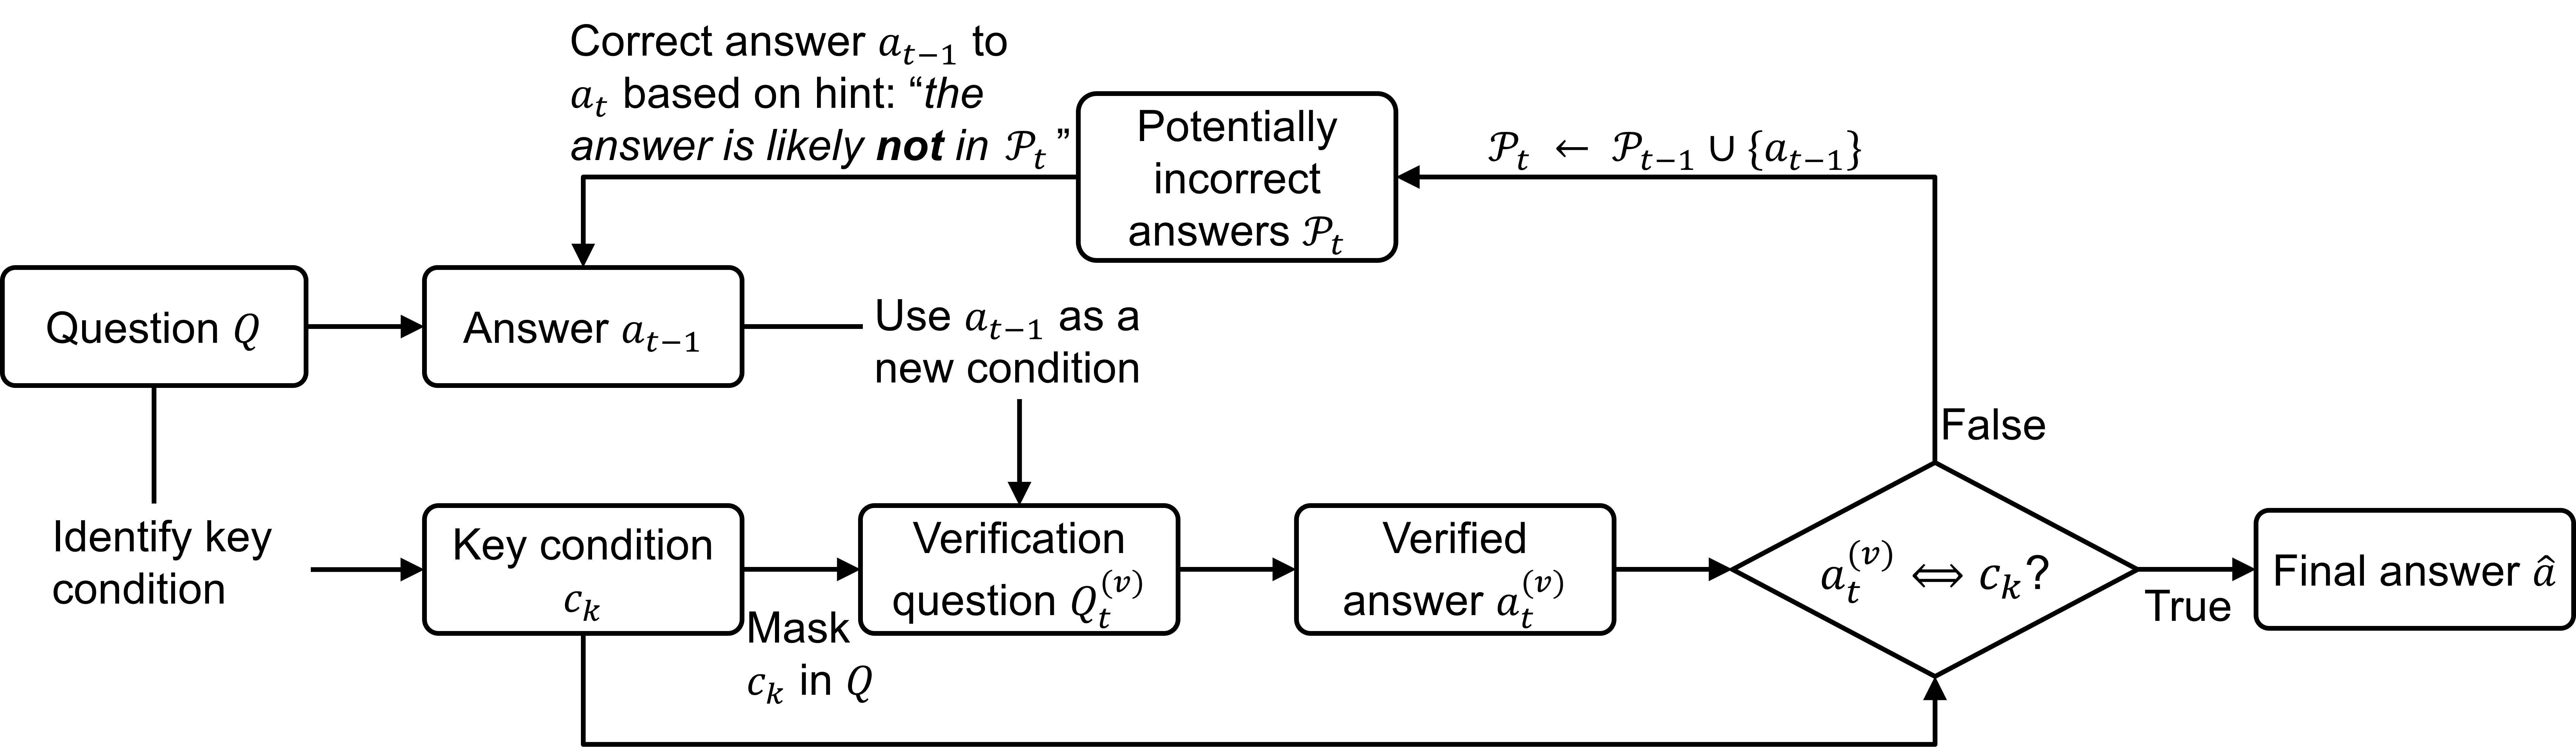 Correct answer $a_{t-1}$ to
$a_t$ based on hint: “the
answer is likely not in $\mathcal{P}_t$”
Potentially
incorrect
answers $\mathcal{P}_t$
$\mathcal{P}_t \leftarrow \mathcal{P}_{t-1} \cup \{a_{t-1}\}$
Question $Q$
Answer $a_{t-1}$
Use $a_{t-1}$ as a
new condition
False
Identify key
condition
Key condition
$c_k$
Mask
$c_k$ in $Q$
Verification
question $Q_t^{(v)}$
Verified
answer $a_t^{(v)}$
$a_t^{(v)} \Longleftrightarrow c_k$?
True
Final answer $\hat{a}$